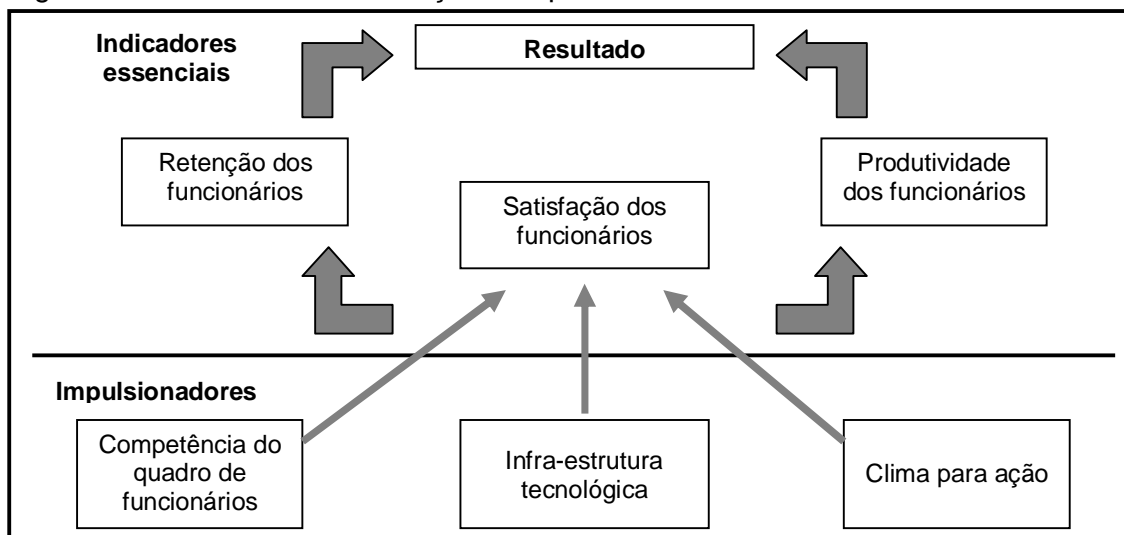 Indicadores
essenciais
Resultado
Retenção dos
funcionários
Satisfação dos
funcionários
Produtividade
dos funcionários
Impulsionadores
Competência do
quadro de
funcionários
Infra-estrutura
tecnológica
Clima para ação